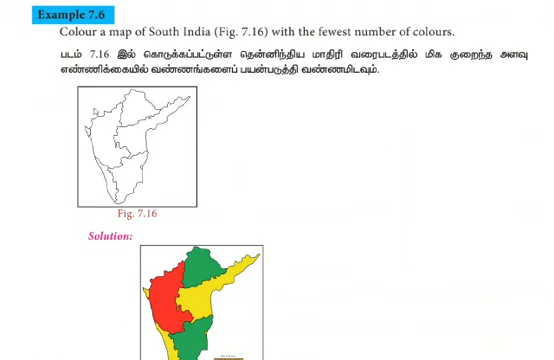 Example 7.6
Colour a map of South India (Fig. 7.16) with the fewest number of colours.
படம் 7.16 இல் கொடுக்கப்பட்டுள்ள தென்னிந்திய மாதிரி வரைபடத்தில் மிக குறைந்த அளவு
எண்ணிக்கையில் வண்ணங்களைப் பயன்படுத்தி வண்ணமிடவும்.
Fig. 7.16
Solution: